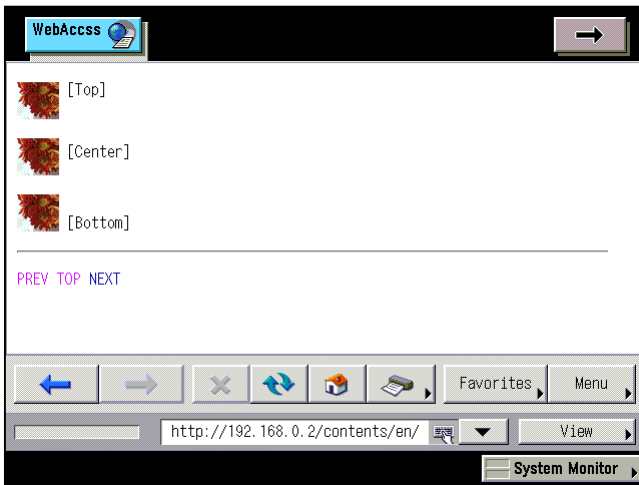 WebAccss
[Top]
[Center]
[Bottom]
PREV TOP NEXT
Favorites Menu
http://192.168.0.2/contents/en/ View
System Monitor